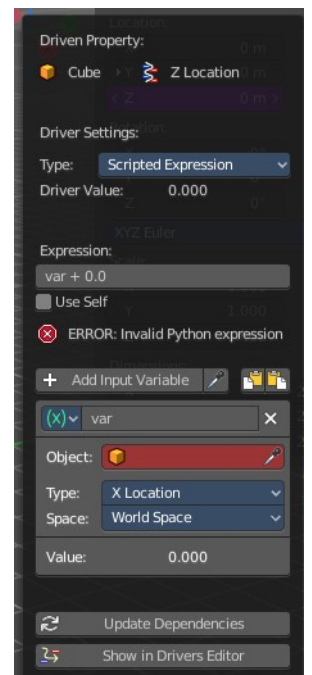 Driven Property:
Cube Z Location
Driver Settings:
Type: Scripted Expression
Driver Value: 0.000
XYZ Euler
Expression:
var + 0.0
Use Self
ERROR: Invalid Python expression
Add Input Variable
(x) var
Object:
Type: X Location
Space: World Space
Value: 0.000
Update Dependencies
Show in Drivers Editor